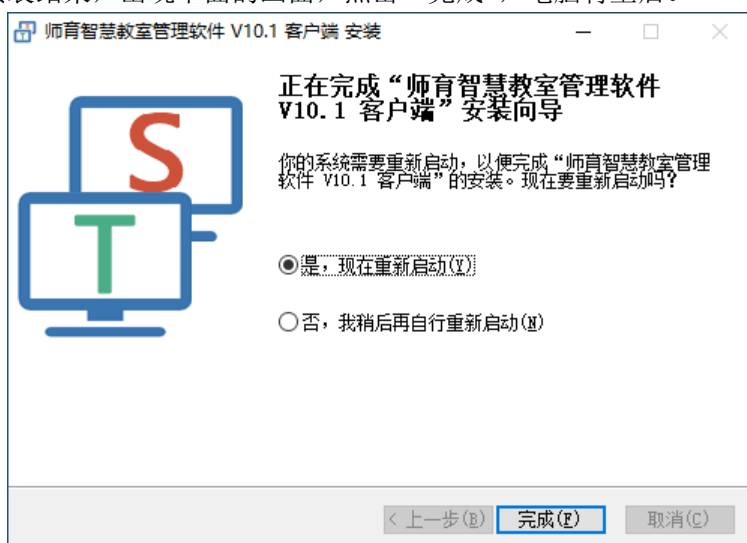 师育智慧教室管理软件 V10.1 客户端 安装
S
T
正在完成“师育智慧教室管理软件
V10.1 客户端”安装向导
你的系统需要重新启动，以便完成“师育智慧教室管理
软件 V10.1 客户端”的安装。现在要重新启动吗？
是，现在重新启动(Y)
否，我稍后再自行重新启动(N)
< 上一步(B)
完成(F)
取消(C)